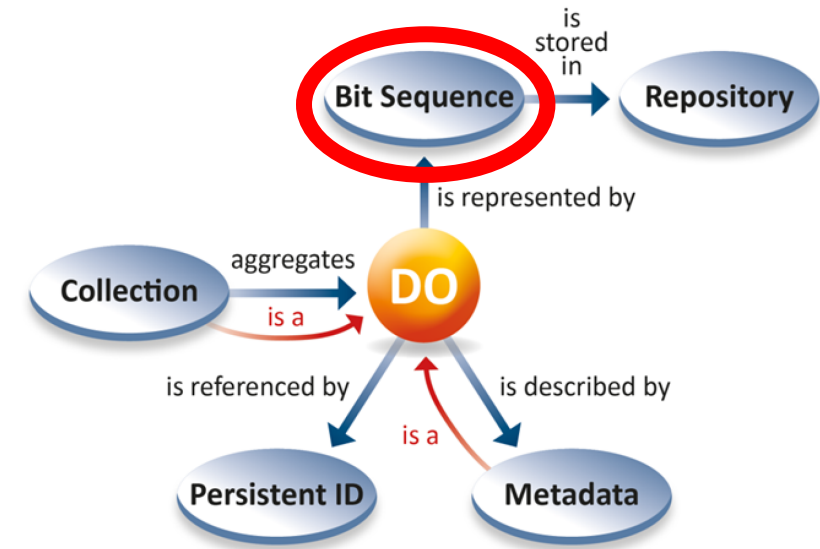 is
stored
in
Bit Sequence
Repository
is represented by
aggregates
Collection
DO
is a
is referenced by
is described by
is a
Persistent ID
Metadata